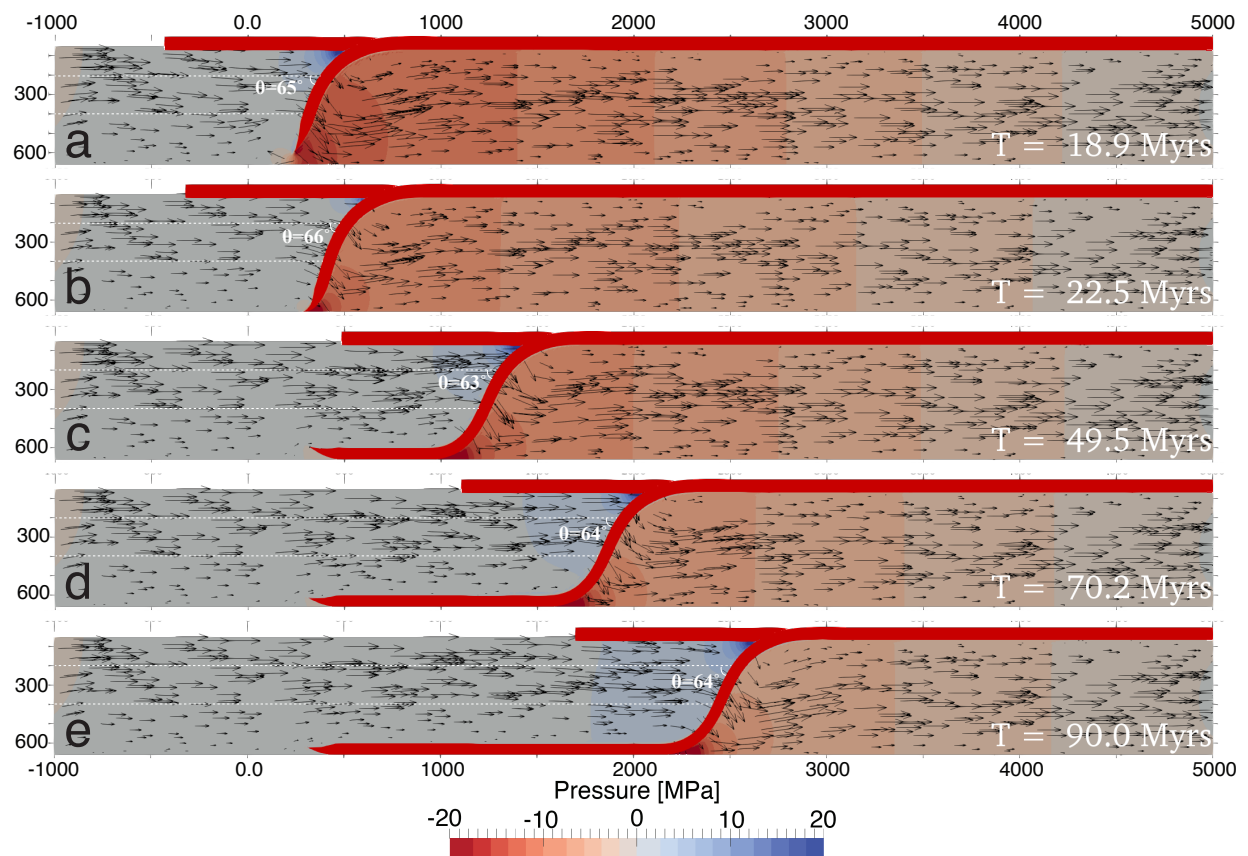 -1000 0.0 1000 2000 3000 4000 5000
300
600
a
θ=65°
T = 18.9 Myrs
300
600
b
θ=66°
T = 22.5 Myrs
300
600
c
θ=63
T = 49.5 Myrs
300
600
d
θ=64°
T = 70.2 Myrs
300
600
e
θ=64°
T = 90.0 Myrs
-1000 0.0 1000 2000 3000 4000 5000
Pressure [MPa]
-20 -10 0 10 20